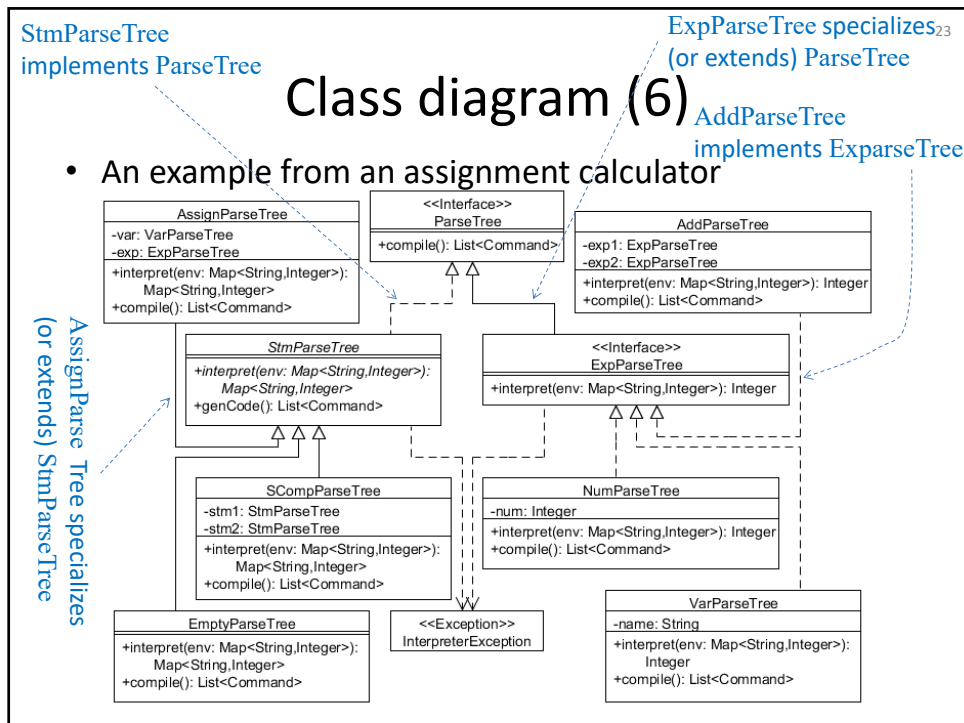 StmParseTree
implements ParseTree
ExpParseTree specializes
(or extends) ParseTree
23
Class diagram (6)
AddParseTree
implements ExparseTree
• An example from an assignment calculator
AssignParseTree
-var: VarParseTree
-exp: ExpParseTree
+interpret(env: Map<String,Integer>):
Map<String,Integer>
+compile(): List<Command>
<<Interface>>
ParseTree
+compile(): List<Command>
AddParseTree
-exp1: ExpParseTree
-exp2: ExpParseTree
+interpret(env: Map<String,Integer>): Integer
+compile(): List<Command>
AssignParse Tree specializes
(or extends) StmParseTree
StmParseTree
+interpret(env: Map<String,Integer>):
Map<String,Integer>
+genCode(): List<Command>
<<Interface>>
ExpParseTree
+interpret(env: Map<String,Integer>): Integer
SCompParseTree
-stm1: StmParseTree
-stm2: StmParseTree
+interpret(env: Map<String,Integer>):
Map<String,Integer>
+compile(): List<Command>
NumParseTree
-num: Integer
+interpret(env: Map<String,Integer>): Integer
+compile(): List<Command>
EmptyParseTree
+interpret(env: Map<String,Integer>):
Map<String,Integer>
+compile(): List<Command>
<<Exception>>
InterpreterException
VarParseTree
-name: String
+interpret(env: Map<String,Integer>):
Integer
+compile(): List<Command>